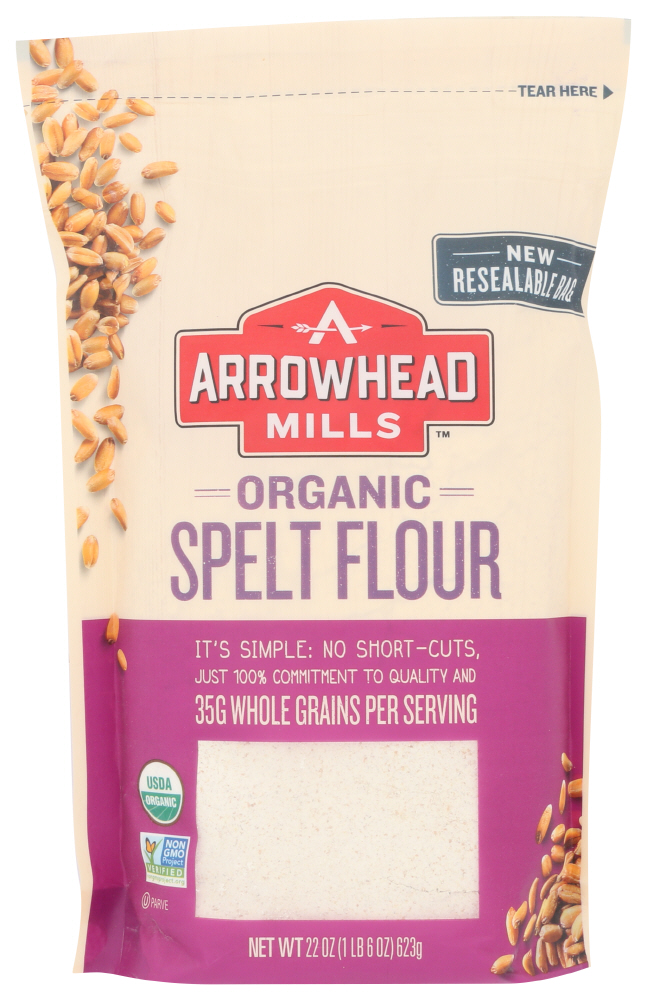 TEAR HERE
NEW
RESEALABLE BAG
A
ARROWHEAD
MILLS
™
ORGANIC
SPELT FLOUR
IT'S SIMPLE: NO SHORT-CUTS,
JUST 100% COMMITMENT TO QUALITY AND
35G WHOLE GRAINS PER SERVING
USDA
ORGANIC
NON
GMO
Project
VERIFIED
U PARVE
NET WT 22 OZ (1 LB 6 OZ) 623g